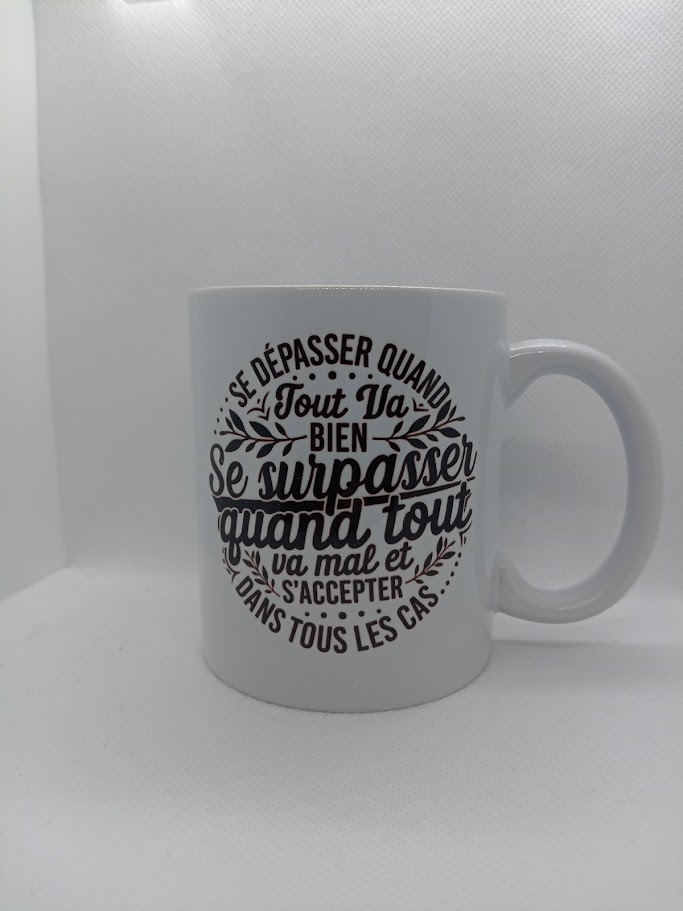 SE DÉPASSER QUAND
Tout Va
BIEN
Se surpasser
quand tout
va mal et
S'ACCEPTER
DANS TOUS LES CAS...